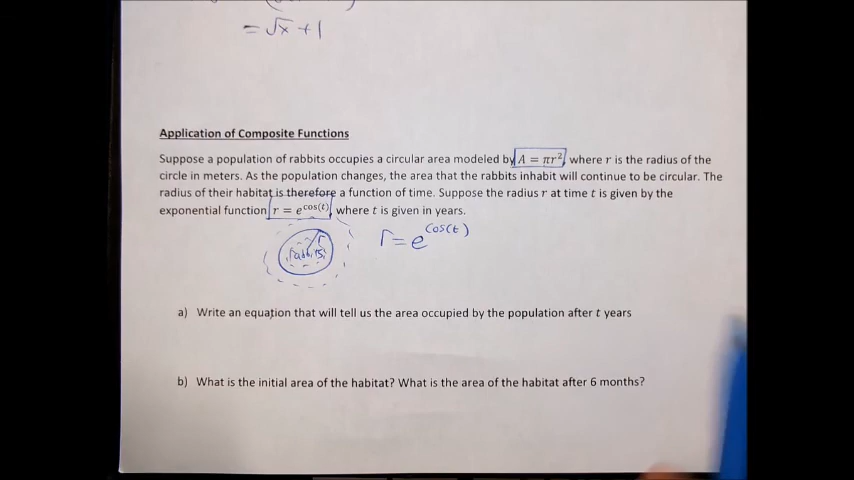 = √x + 1
Application of Composite Functions
Suppose a population of rabbits occupies a circular area modeled by A = πr², where r is the radius of the
circle in meters. As the population changes, the area that the rabbits inhabit will continue to be circular. The
radius of their habitat is therefore a function of time. Suppose the radius r at time t is given by the
exponential function r = e^cos(t), where t is given in years.
r
rabbits
r = e^cos(t)
a) Write an equation that will tell us the area occupied by the population after t years
b) What is the initial area of the habitat? What is the area of the habitat after 6 months?